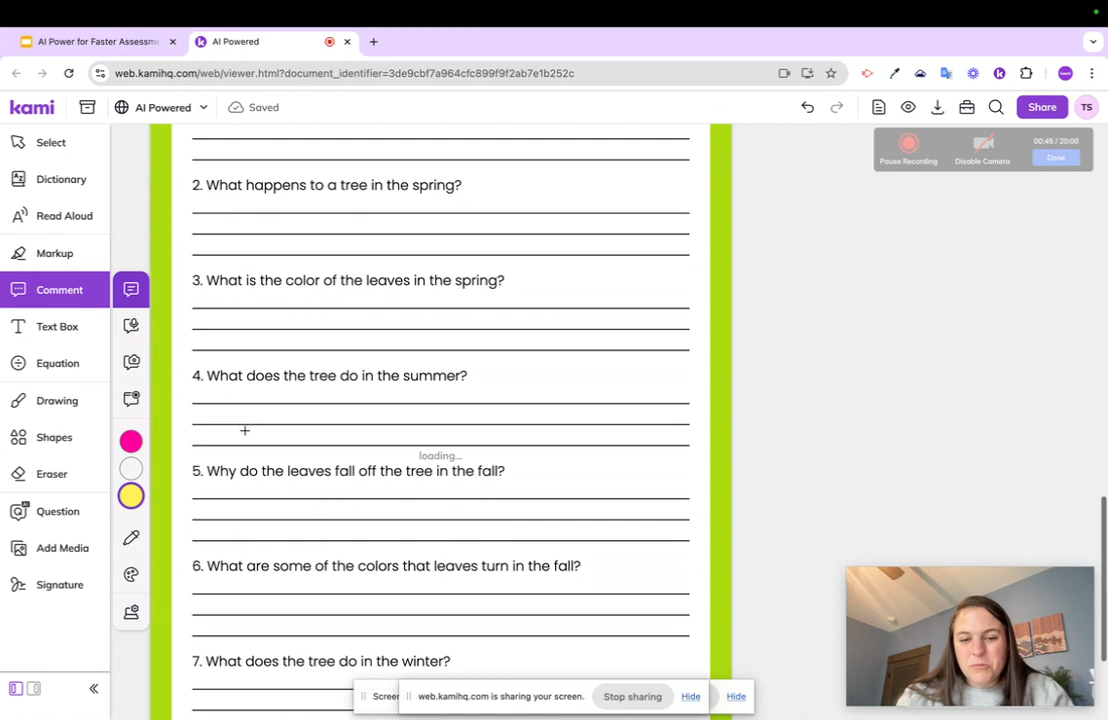 AI Power for Faster Assessm
AI Powered
web.kamihq.com/web/viewer.html?document_identifier=3de9cbf7a964cfc899f9f2ab7e1b252c
kami
AI Powered
Saved
Share
TS
Select
Dictionary
Read Aloud
Markup
Comment
Text Box
Equation
Drawing
Shapes
Eraser
Question
Add Media
Signature
00:45 / 20:00
Pause Recording
Disable Camera
Done
2. What happens to a tree in the spring?
3. What is the color of the leaves in the spring?
4. What does the tree do in the summer?
loading...
5. Why do the leaves fall off the tree in the fall?
6. What are some of the colors that leaves turn in the fall?
7. What does the tree do in the winter?
Screen
web.kamihq.com is sharing your screen.
Stop sharing
Hide
Hide